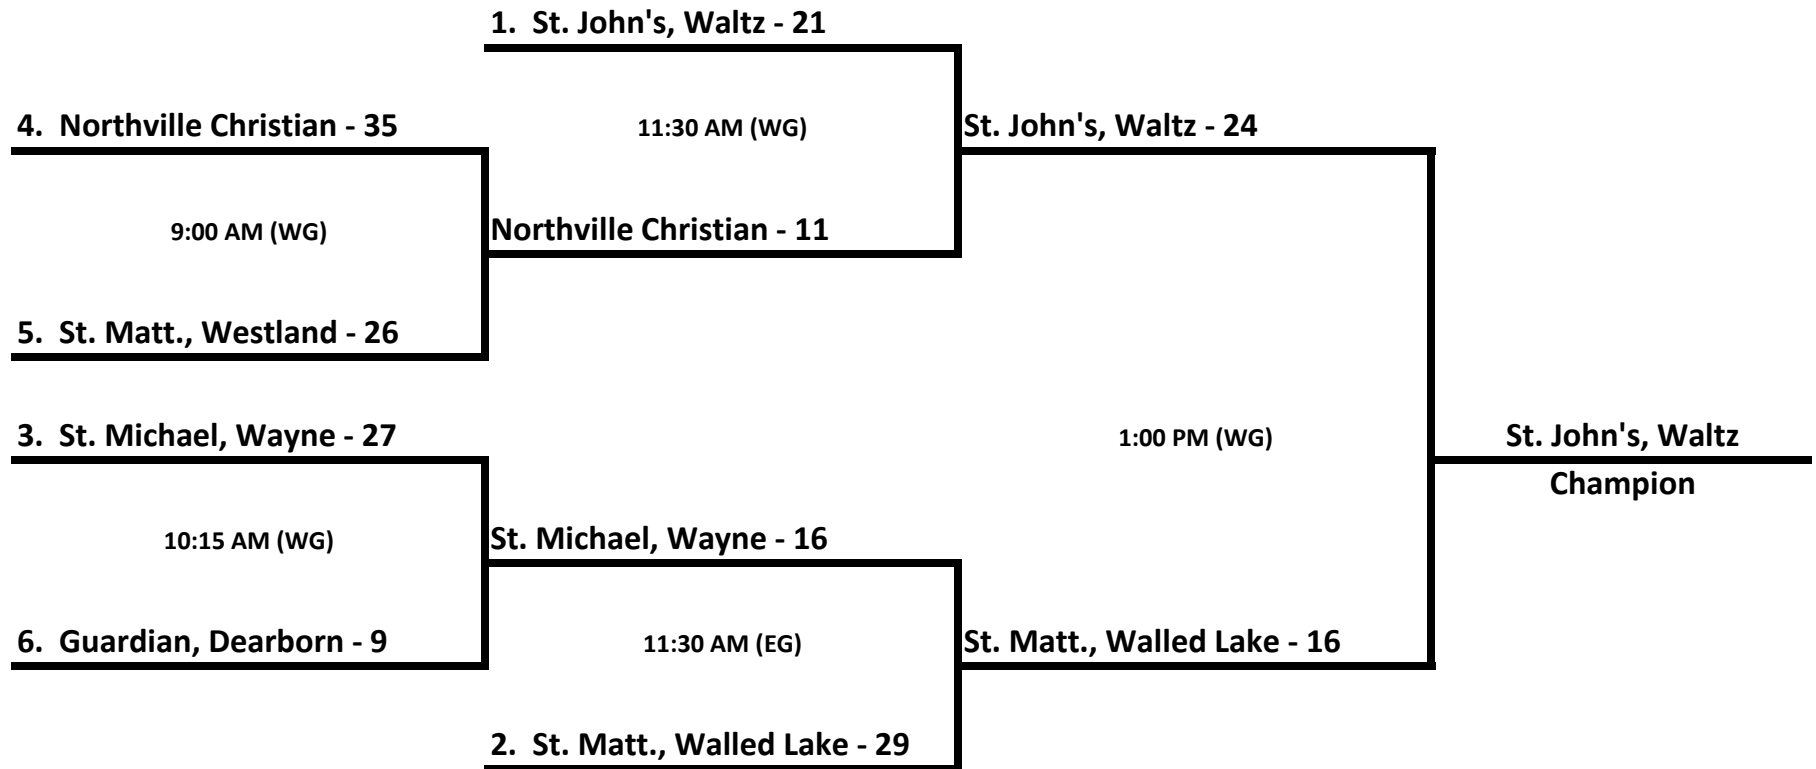 1. St. John's, Waltz - 21
4. Northville Christian - 35
11:30 AM (WG)
St. John's, Waltz - 24
9:00 AM (WG)
Northville Christian - 11
5. St. Matt., Westland - 26
3. St. Michael, Wayne - 27
1:00 PM (WG)
St. John's, Waltz
Champion
10:15 AM (WG)
St. Michael, Wayne - 16
6. Guardian, Dearborn - 9
11:30 AM (EG)
St. Matt., Walled Lake - 16
2. St. Matt., Walled Lake - 29